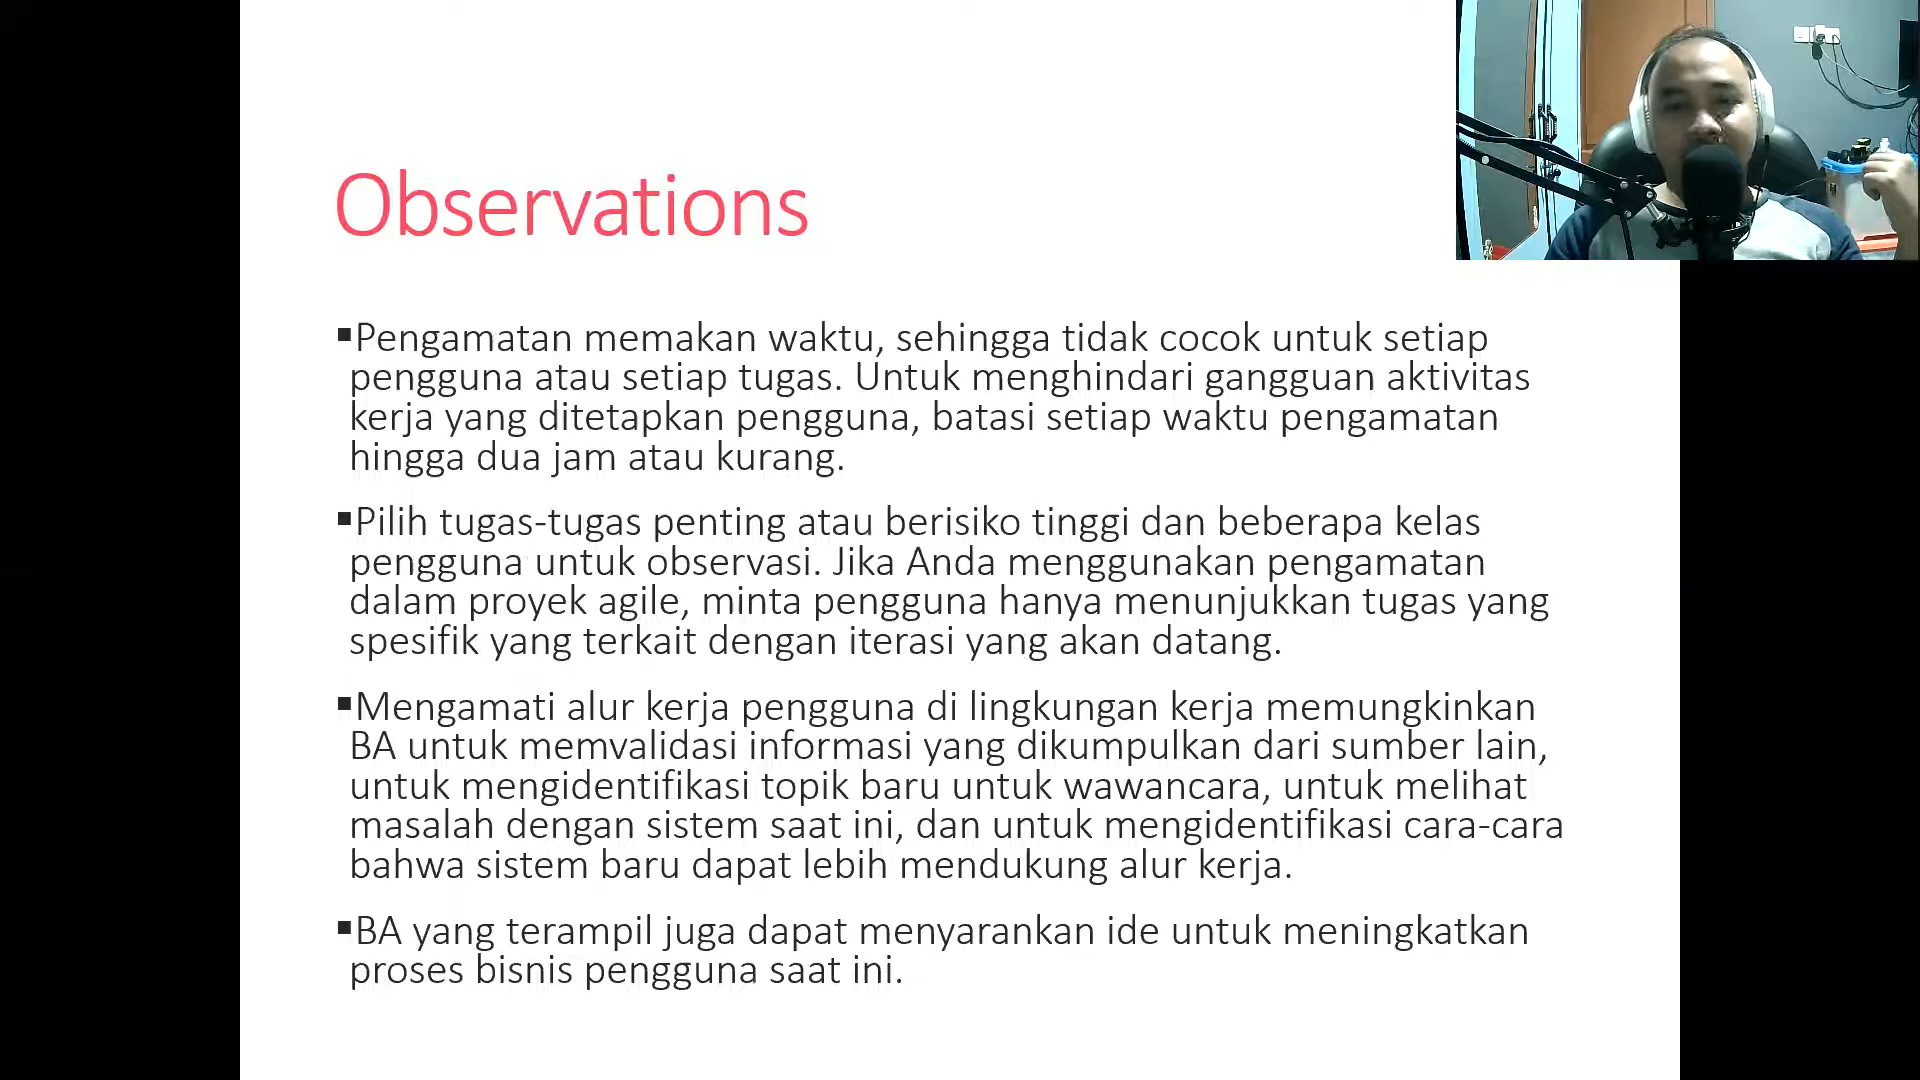 Observations
▪Pengamatan memakan waktu, sehingga tidak cocok untuk setiap
pengguna atau setiap tugas. Untuk menghindari gangguan aktivitas
kerja yang ditetapkan pengguna, batasi setiap waktu pengamatan
hingga dua jam atau kurang.
▪Pilih tugas-tugas penting atau berisiko tinggi dan beberapa kelas
pengguna untuk observasi. Jika Anda menggunakan pengamatan
dalam proyek agile, minta pengguna hanya menunjukkan tugas yang
spesifik yang terkait dengan iterasi yang akan datang.
▪Mengamati alur kerja pengguna di lingkungan kerja memungkinkan
BA untuk memvalidasi informasi yang dikumpulkan dari sumber lain,
untuk mengidentifikasi topik baru untuk wawancara, untuk melihat
masalah dengan sistem saat ini, dan untuk mengidentifikasi cara-cara
bahwa sistem baru dapat lebih mendukung alur kerja.
▪BA yang terampil juga dapat menyarankan ide untuk meningkatkan
proses bisnis pengguna saat ini.